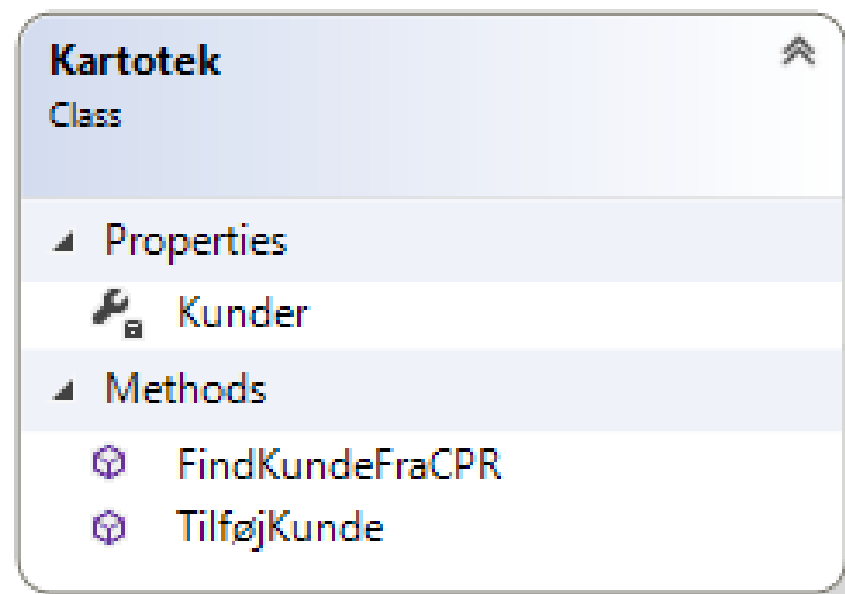 Kartotek
Class
Properties
Kunder
Methods
FindKundeFraCPR
TilføjKunde